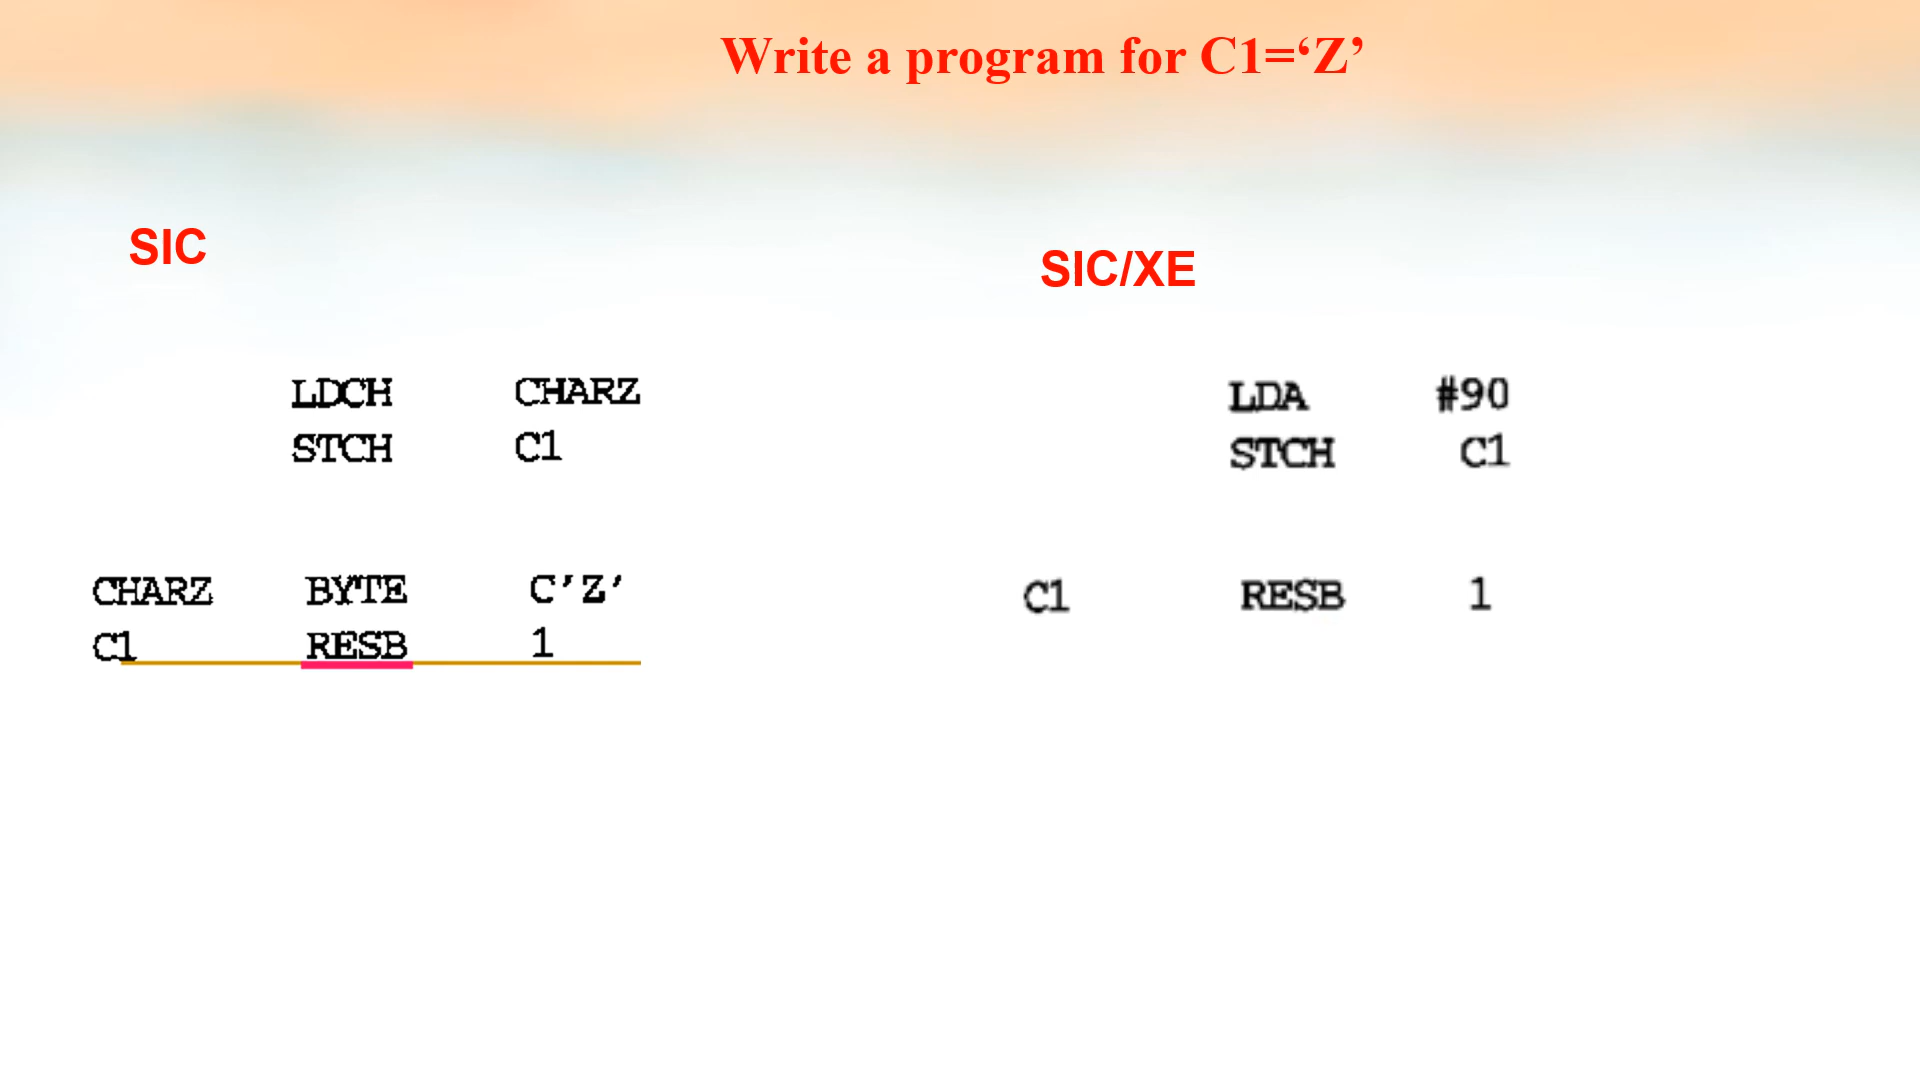 Write a program for C1=‘Z’
SIC
LDCH CHARZ
STCH C1
CHARZ BYTE C'Z'
C1 RESB 1
SIC/XE
LDA #90
STCH C1
C1 RESB 1